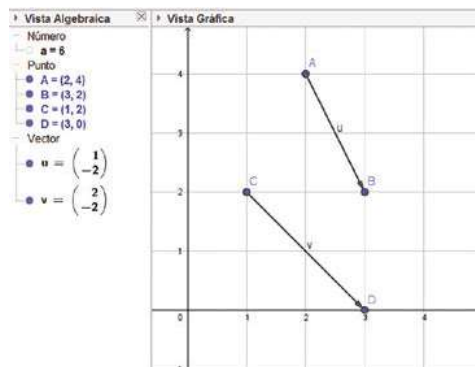 Vista Algebraica
Número
a = 6
Punto
A = (2, 4)
B = (3, 2)
C = (1, 2)
D = (3, 0)
Vector
u = ( 1
-2 )
v = ( 2
-2 )
Vista Gráfica
4
3
2
1
0 1 2 3 4
A
u
B
C
v
D